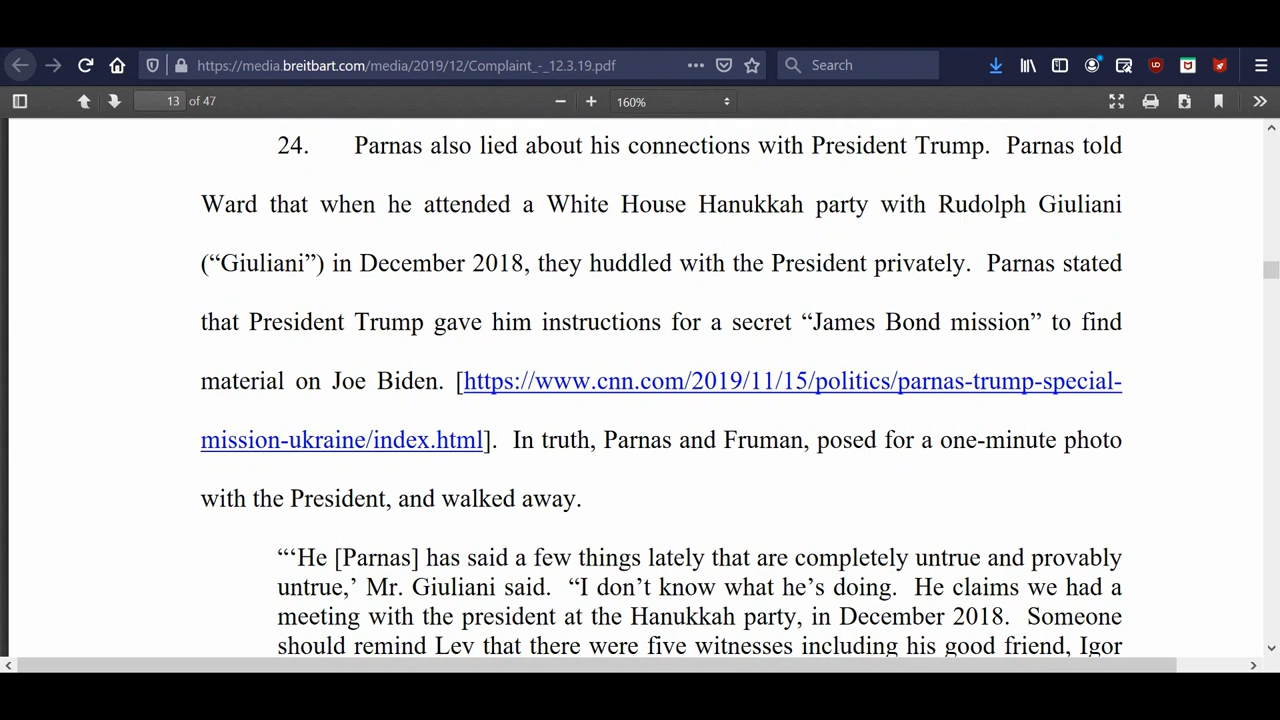 https://media.breitbart.com/media/2019/12/Complaint_-_12.3.19.pdf
Search
13 of 47
160%
24. Parnas also lied about his connections with President Trump. Parnas told
Ward that when he attended a White House Hanukkah party with Rudolph Giuliani
(“Giuliani”) in December 2018, they huddled with the President privately. Parnas stated
that President Trump gave him instructions for a secret “James Bond mission” to find
material on Joe Biden. [https://www.cnn.com/2019/11/15/politics/parnas-trump-special-
mission-ukraine/index.html]. In truth, Parnas and Fruman, posed for a one-minute photo
with the President, and walked away.
“‘He [Parnas] has said a few things lately that are completely untrue and provably
untrue,’ Mr. Giuliani said. “I don’t know what he’s doing. He claims we had a
meeting with the president at the Hanukkah party, in December 2018. Someone
should remind Lev that there were five witnesses including his good friend, Igor